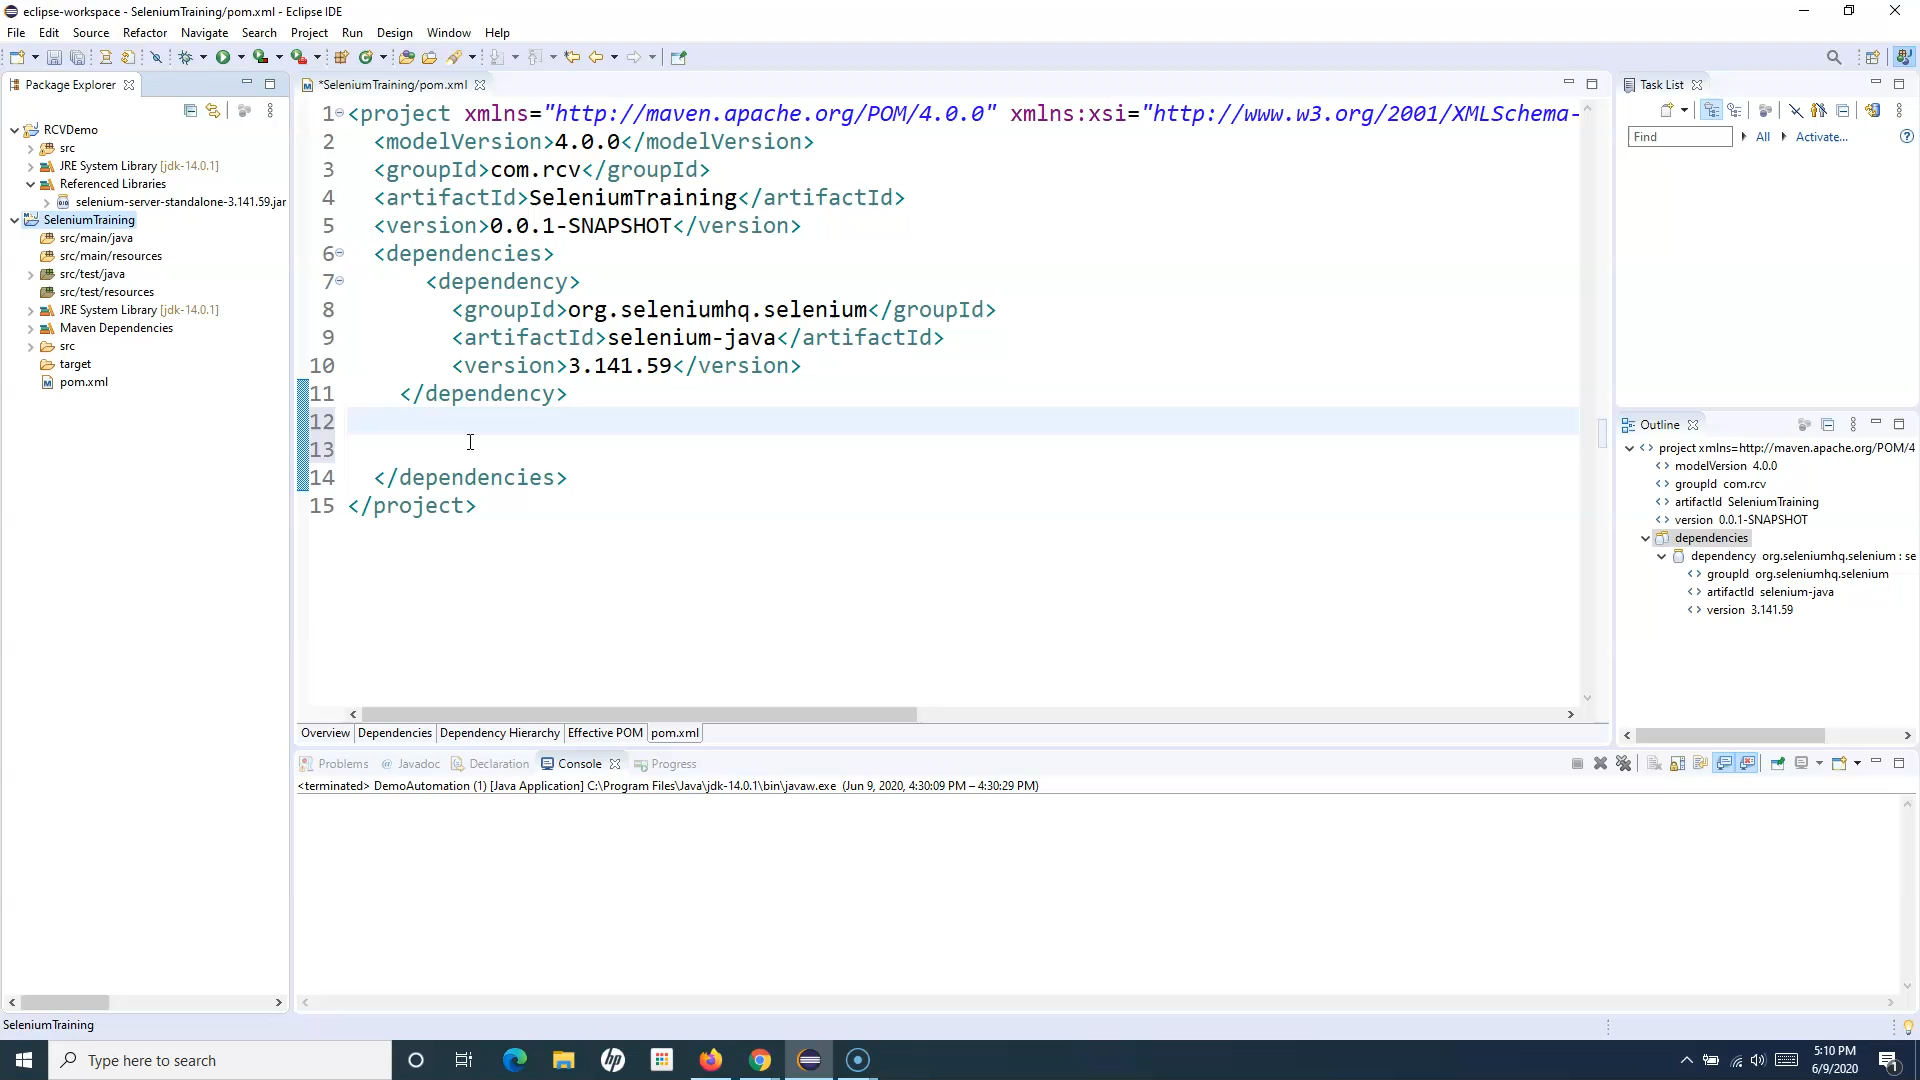 eclipse-workspace - SeleniumTraining/pom.xml - Eclipse IDE
File Edit Source Refactor Navigate Search Project Run Design Window Help
Package Explorer
RCVDemo
src
JRE System Library [jdk-14.0.1]
Referenced Libraries
selenium-server-standalone-3.141.59.jar
SeleniumTraining
src/main/java
src/main/resources
src/test/java
src/test/resources
JRE System Library [jdk-14.0.1]
Maven Dependencies
src
target
pom.xml
*SeleniumTraining/pom.xml
1 <project xmlns="http://maven.apache.org/POM/4.0.0" xmlns:xsi="http://www.w3.org/2001/XMLSchema-
2 <modelVersion>4.0.0</modelVersion>
3 <groupId>com.rcv</groupId>
4 <artifactId>SeleniumTraining</artifactId>
5 <version>0.0.1-SNAPSHOT</version>
6 <dependencies>
7 <dependency>
8 <groupId>org.seleniumhq.selenium</groupId>
9 <artifactId>selenium-java</artifactId>
10 <version>3.141.59</version>
11 </dependency>
12
13
14 </dependencies>
15 </project>
Overview Dependencies Dependency Hierarchy Effective POM pom.xml
Task List
Find All Activate...
Outline
project xmlns=http://maven.apache.org/POM/4
modelVersion 4.0.0
groupId com.rcv
artifactId SeleniumTraining
version 0.0.1-SNAPSHOT
dependencies
dependency org.seleniumhq.selenium : se
groupId org.seleniumhq.selenium
artifactId selenium-java
version 3.141.59
Problems Javadoc Declaration Console Progress
<terminated> DemoAutomation (1) [Java Application] C:\Program Files\Java\jdk-14.0.1\bin\javaw.exe (Jun 9, 2020, 4:30:09 PM – 4:30:29 PM)
SeleniumTraining
Type here to search
hp
5:10 PM
6/9/2020
1